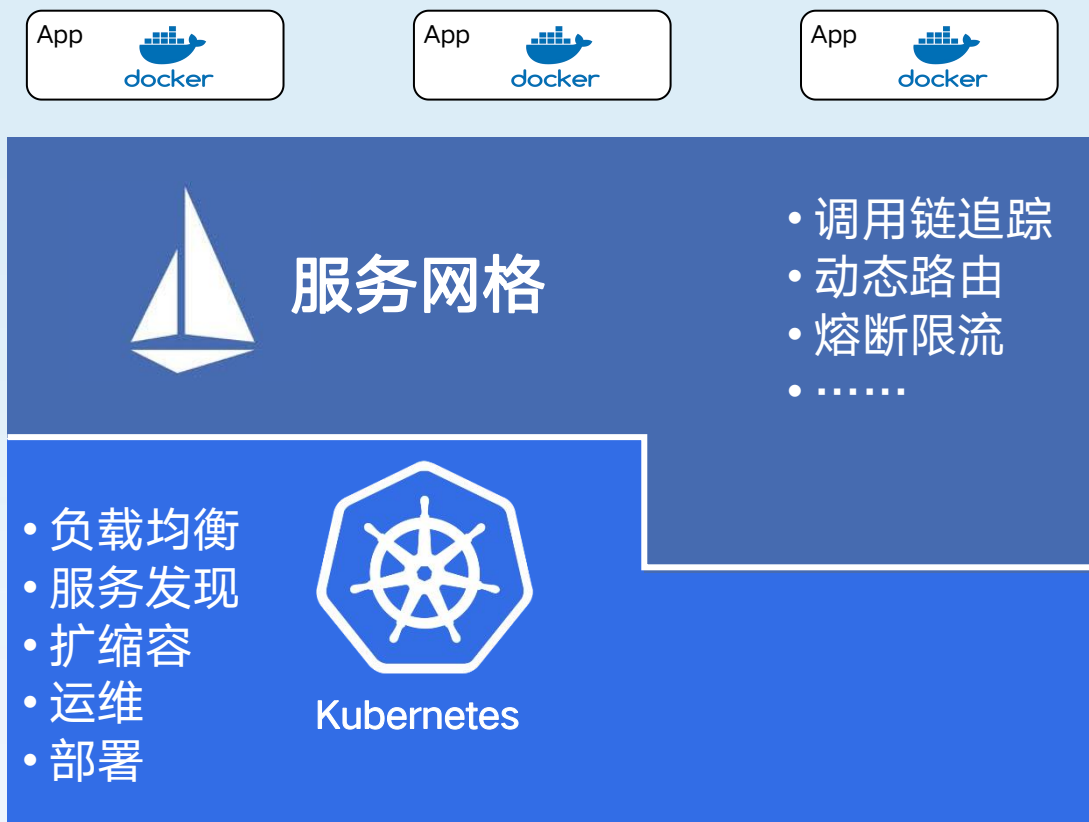 App
docker
App
docker
App
docker
服务网格
• 调用链追踪
• 动态路由
• 熔断限流
• ……
• 负载均衡
• 服务发现
• 扩缩容
• 运维
• 部署
Kubernetes